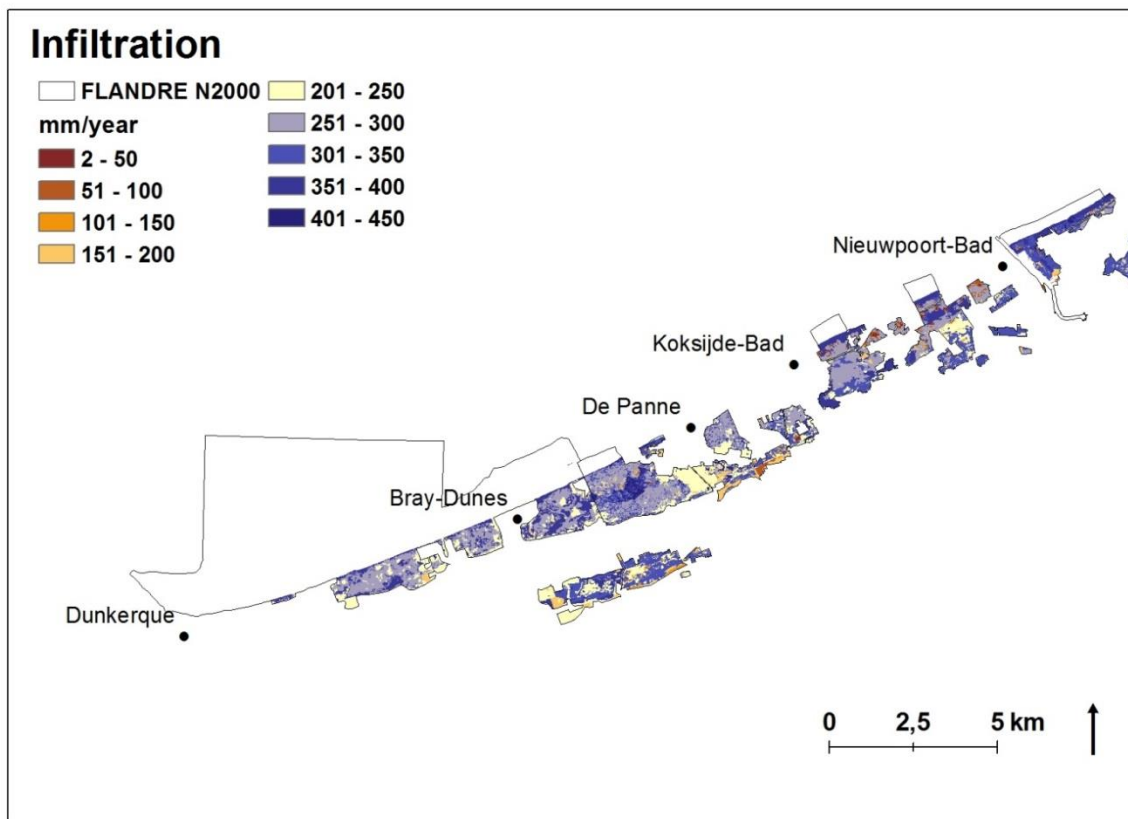 Infiltration
FLANDRE N2000
mm/year
2 - 50
51 - 100
101 - 150
151 - 200
201 - 250
251 - 300
301 - 350
351 - 400
401 - 450
Nieuwpoort-Bad
Koksijde-Bad
De Panne
Bray-Dunes
Dunkerque
0 2,5 5 km